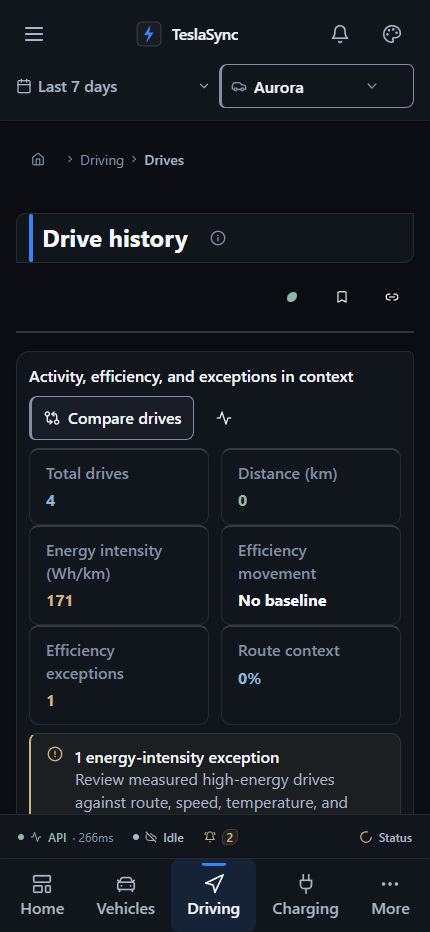 TeslaSync
Last 7 days
Aurora
Driving
Drives
Drive history
Activity, efficiency, and exceptions in context
Compare drives
Total drives
4
Distance (km)
0
Energy intensity
(Wh/km)
171
Efficiency
movement
No baseline
Efficiency
exceptions
1
Route context
0%
1 energy-intensity exception
Review measured high-energy drives
against route, speed, temperature, and
API · 266ms
Idle
2
Status
Home
Vehicles
Driving
Charging
More